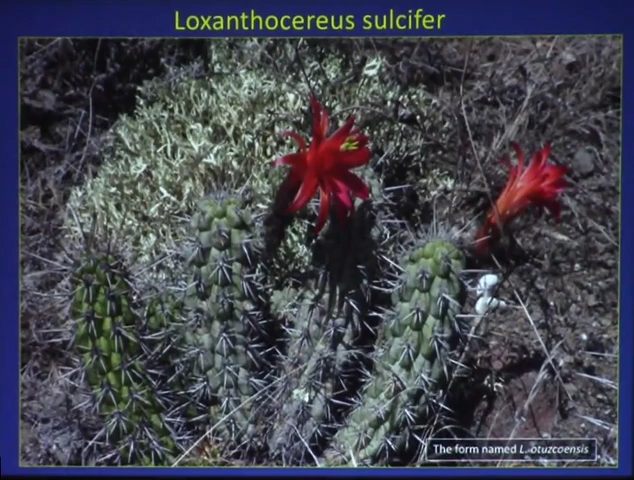 Loxanthocereus sulcifer
The form named L. otuzcoensis